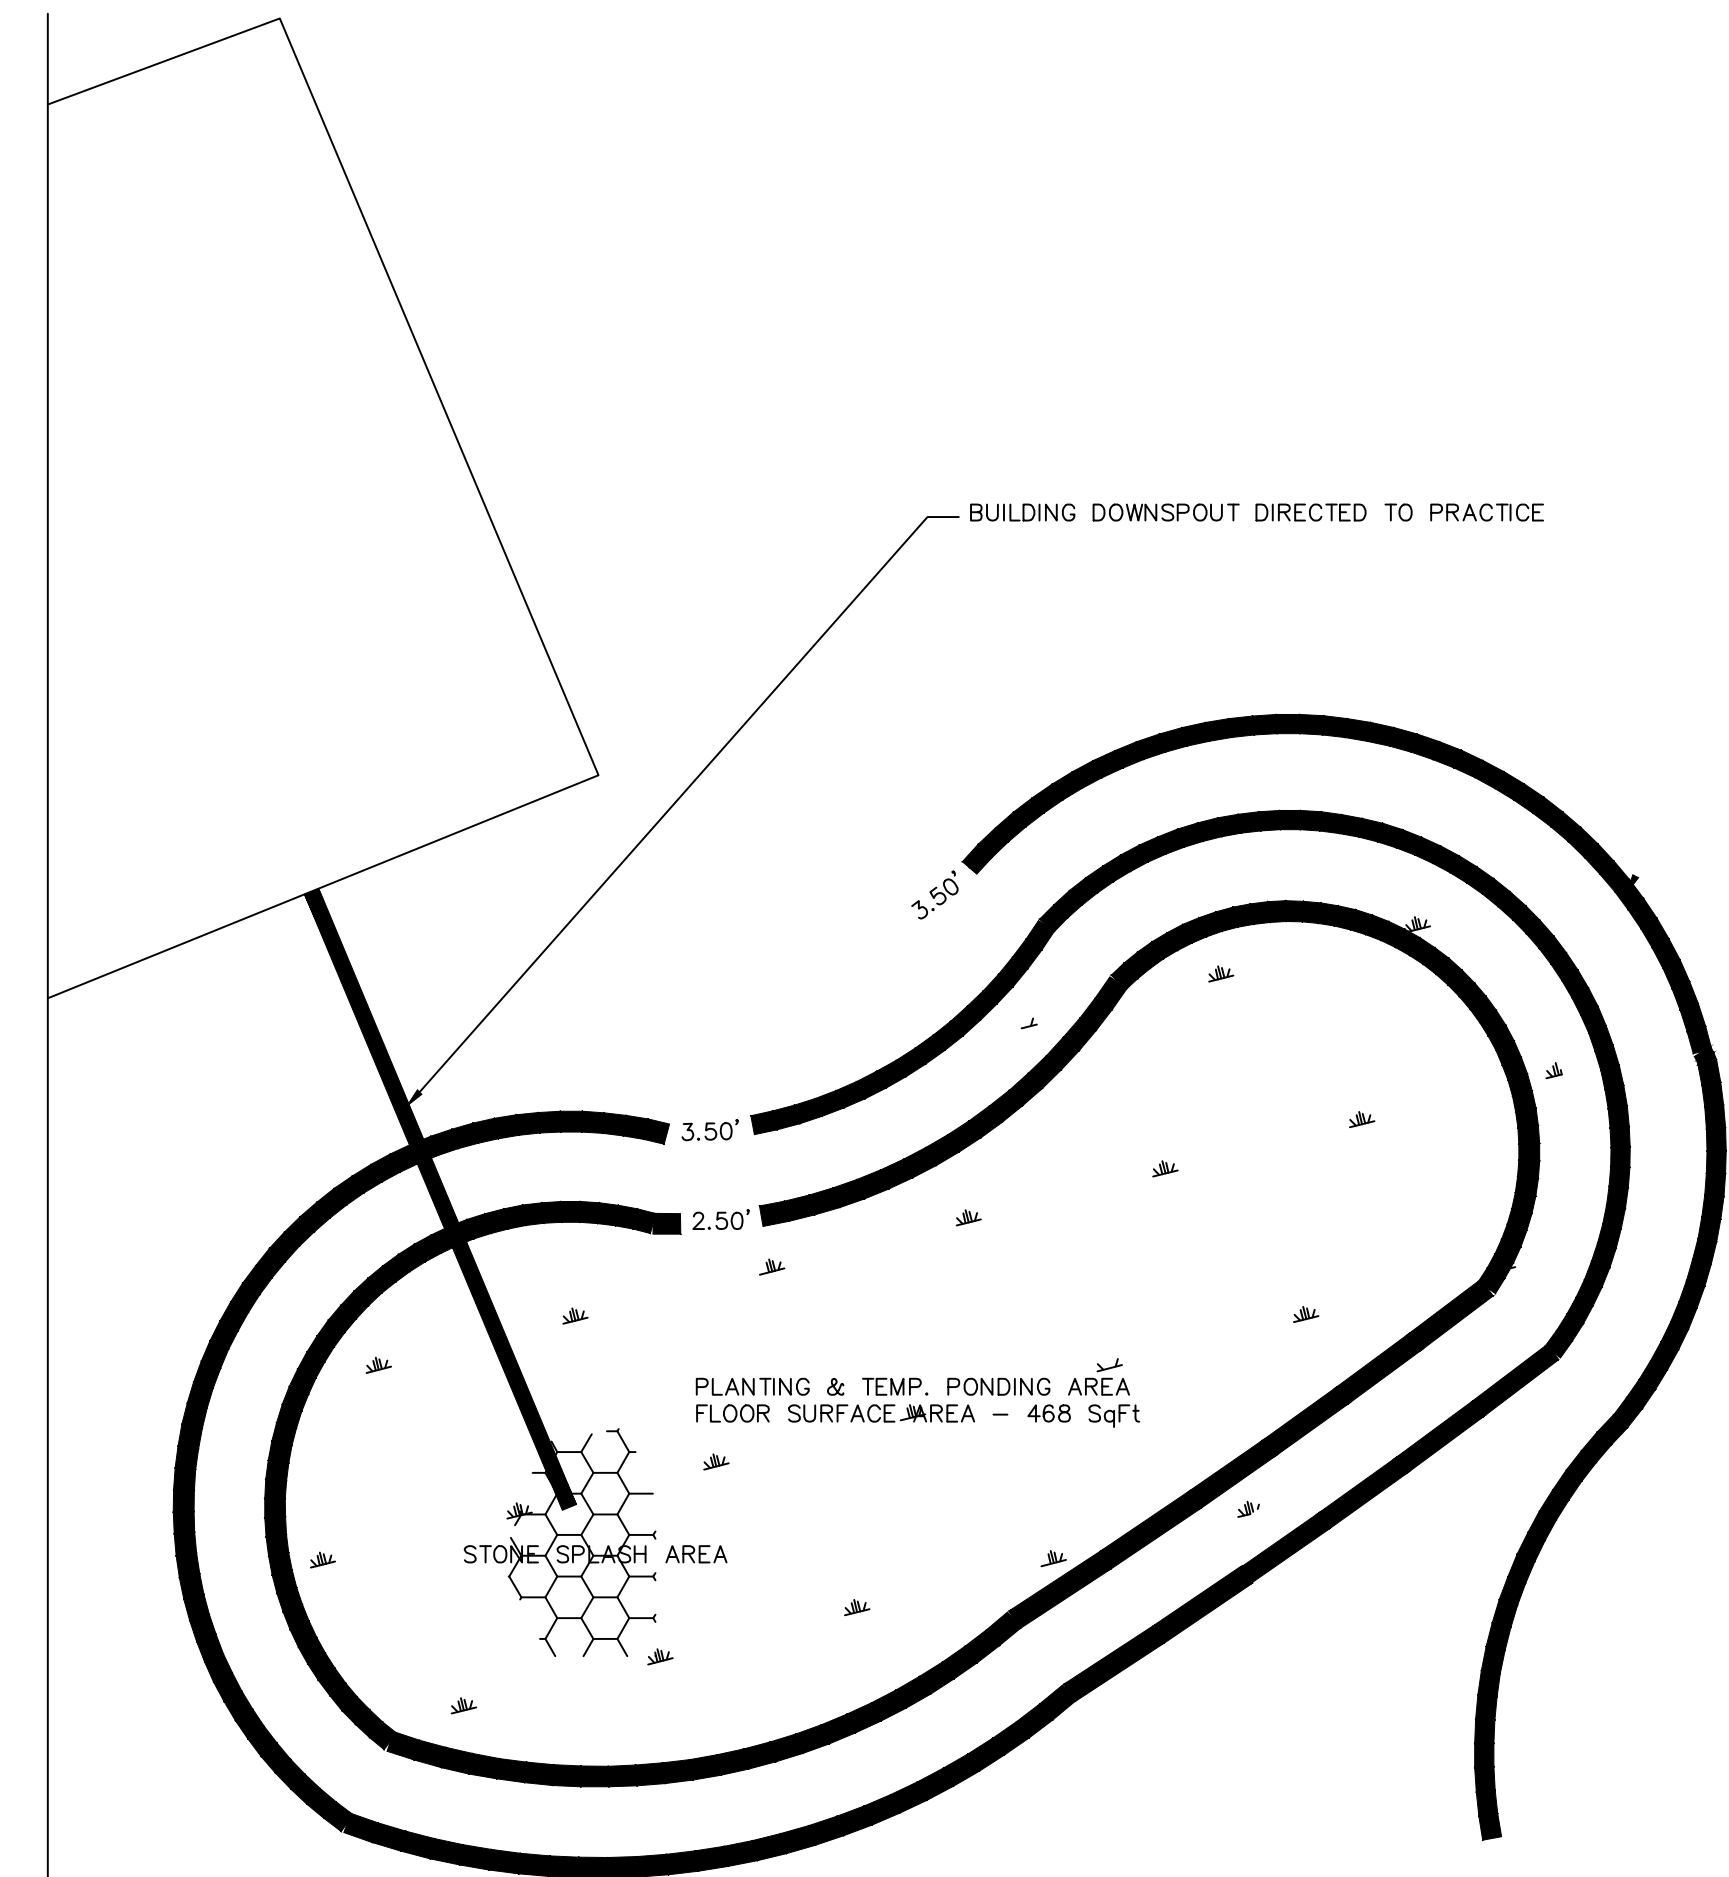 BUILDING DOWNSPOUT DIRECTED TO PRACTICE
3.50'
3.50'
2.50'
PLANTING & TEMP. PONDING AREA
FLOOR SURFACE AREA - 468 SqFt
STONE SPLASH AREA